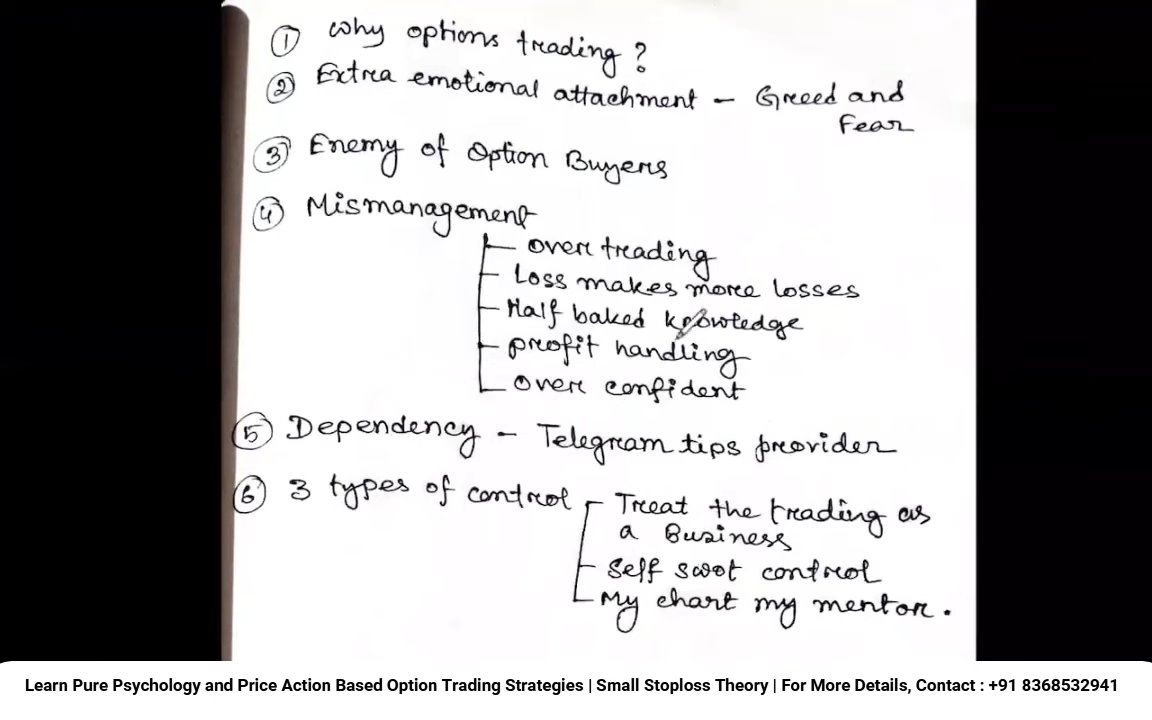 ① Why options trading?
② Extra emotional attachment - Greed and
Fear
③ Enemy of Option Buyers
④ Mismanagement
over trading
Loss makes more losses
Half baked knowledge
profit handling
over confident
⑤ Dependency - Telegram tips provider
⑥ 3 types of control
Treat the trading as
a Business
Self swot control
My chart my mentor.
Learn Pure Psychology and Price Action Based Option Trading Strategies | Small Stoploss Theory | For More Details, Contact : +91 8368532941